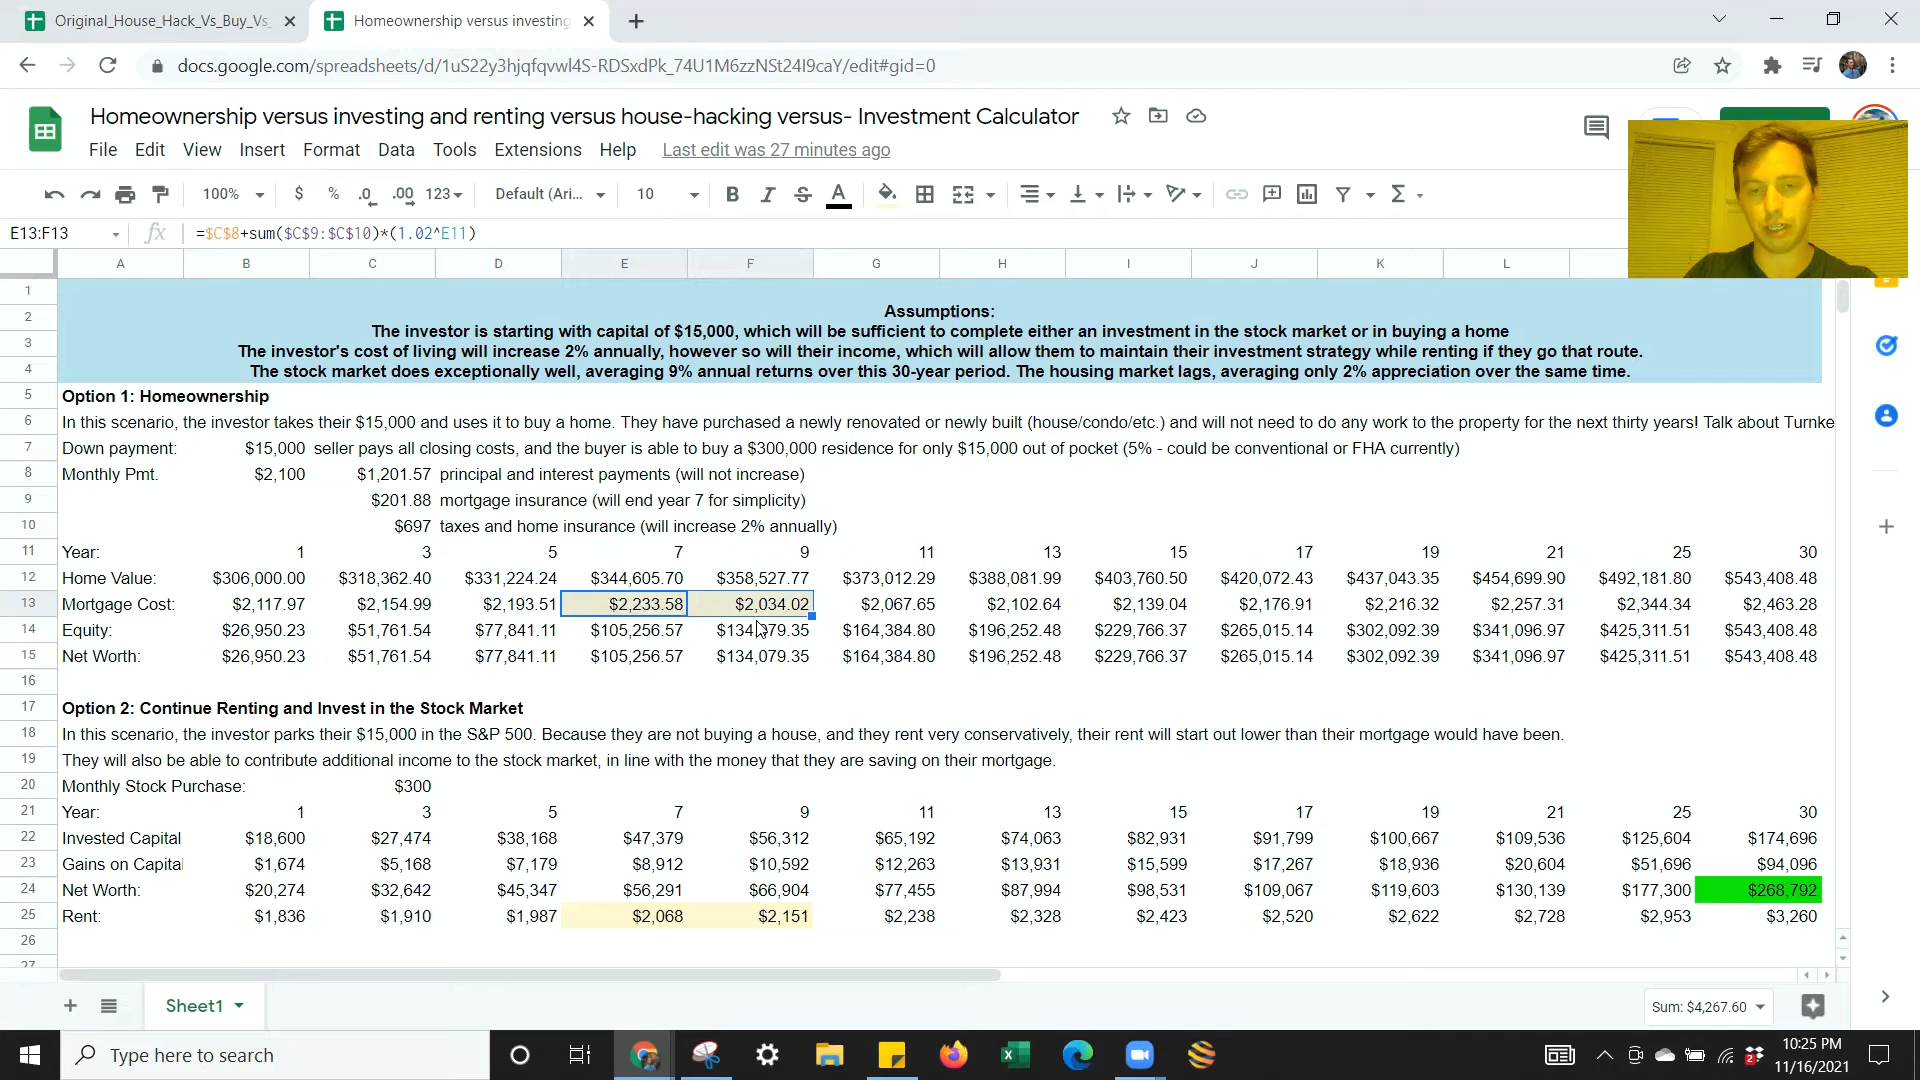 Original_House_Hack_Vs_Buy_Vs_
Homeownership versus investing
docs.google.com/spreadsheets/d/1uS22y3hjqfqvwl4S-RDSxdPk_74U1M6zzNSt24I9caY/edit#gid=0
Homeownership versus investing and renting versus house-hacking versus- Investment Calculator
File Edit View Insert Format Data Tools Extensions Help Last edit was 27 minutes ago
100% $ % .0 .00 123 Default (Ari... 10 B I S A
E13:F13 fx =$C$8+sum($C$9:$C$10)*(1.02^E11)
A B C D E F G H I J K L
1
2 Assumptions:
The investor is starting with capital of $15,000, which will be sufficient to complete either an investment in the stock market or in buying a home
3 The investor's cost of living will increase 2% annually, however so will their income, which will allow them to maintain their investment strategy while renting if they go that route.
4 The stock market does exceptionally well, averaging 9% annual returns over this 30-year period. The housing market lags, averaging only 2% appreciation over the same time.
5 Option 1: Homeownership
6 In this scenario, the investor takes their $15,000 and uses it to buy a home. They have purchased a newly renovated or newly built (house/condo/etc.) and will not need to do any work to the property for the next thirty years! Talk about Turnke
7 Down payment: $15,000 seller pays all closing costs, and the buyer is able to buy a $300,000 residence for only $15,000 out of pocket (5% - could be conventional or FHA currently)
8 Monthly Pmt. $2,100 $1,201.57 principal and interest payments (will not increase)
9 $201.88 mortgage insurance (will end year 7 for simplicity)
10 $697 taxes and home insurance (will increase 2% annually)
11 Year: 1 3 5 7 9 11 13 15 17 19 21 25 30
12 Home Value: $306,000.00 $318,362.40 $331,224.24 $344,605.70 $358,527.77 $373,012.29 $388,081.99 $403,760.50 $420,072.43 $437,043.35 $454,699.90 $492,181.80 $543,408.48
13 Mortgage Cost: $2,117.97 $2,154.99 $2,193.51 $2,233.58 $2,034.02 $2,067.65 $2,102.64 $2,139.04 $2,176.91 $2,216.32 $2,257.31 $2,344.34 $2,463.28
14 Equity: $26,950.23 $51,761.54 $77,841.11 $105,256.57 $134,079.35 $164,384.80 $196,252.48 $229,766.37 $265,015.14 $302,092.39 $341,096.97 $425,311.51 $543,408.48
15 Net Worth: $26,950.23 $51,761.54 $77,841.11 $105,256.57 $134,079.35 $164,384.80 $196,252.48 $229,766.37 $265,015.14 $302,092.39 $341,096.97 $425,311.51 $543,408.48
16
17 Option 2: Continue Renting and Invest in the Stock Market
18 In this scenario, the investor parks their $15,000 in the S&P 500. Because they are not buying a house, and they rent very conservatively, their rent will start out lower than their mortgage would have been.
19 They will also be able to contribute additional income to the stock market, in line with the money that they are saving on their mortgage.
20 Monthly Stock Purchase: $300
21 Year: 1 3 5 7 9 11 13 15 17 19 21 25 30
22 Invested Capital $18,600 $27,474 $38,168 $47,379 $56,312 $65,192 $74,063 $82,931 $91,799 $100,667 $109,536 $125,604 $174,696
23 Gains on Capital $1,674 $5,168 $7,179 $8,912 $10,592 $12,263 $13,931 $15,599 $17,267 $18,936 $20,604 $51,696 $94,096
24 Net Worth: $20,274 $32,642 $45,347 $56,291 $66,904 $77,455 $87,994 $98,531 $109,067 $119,603 $130,139 $177,300 $268,792
25 Rent: $1,836 $1,910 $1,987 $2,068 $2,151 $2,238 $2,328 $2,423 $2,520 $2,622 $2,728 $2,953 $3,260
26
27
Sheet1 Sum: $4,267.60
Type here to search
10:25 PM
11/16/2021